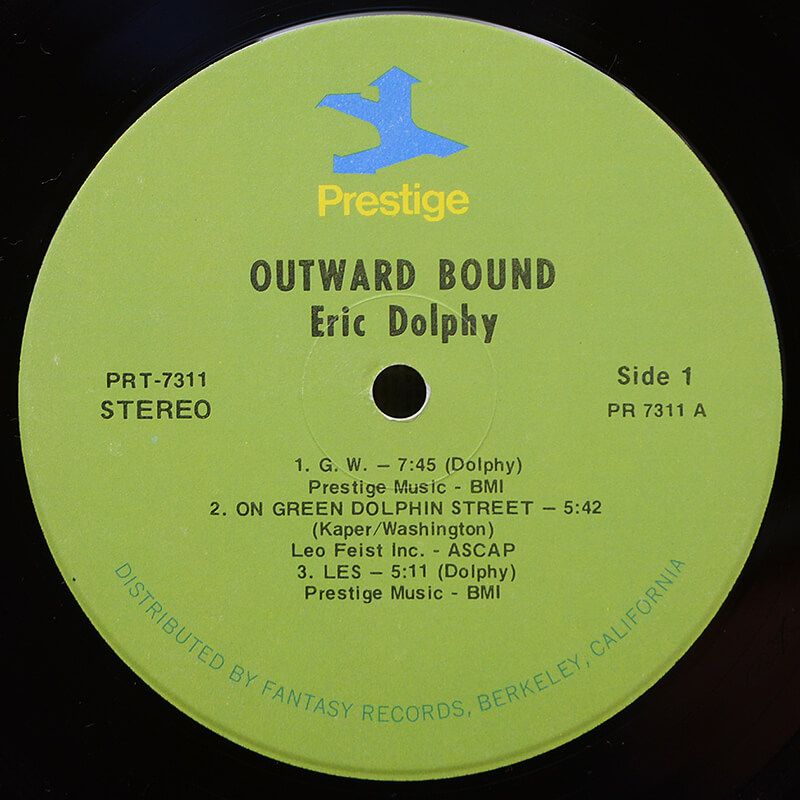 Prestige
OUTWARD BOUND
Eric Dolphy
PRT-7311
STEREO
Side 1
PR 7311 A
1. G. W. – 7:45 (Dolphy)
Prestige Music - BMI
2. ON GREEN DOLPHIN STREET – 5:42
(Kaper/Washington)
Leo Feist Inc. - ASCAP
3. LES – 5:11 (Dolphy)
Prestige Music - BMI
DISTRIBUTED BY FANTASY RECORDS, BERKELEY, CALIFORNIA